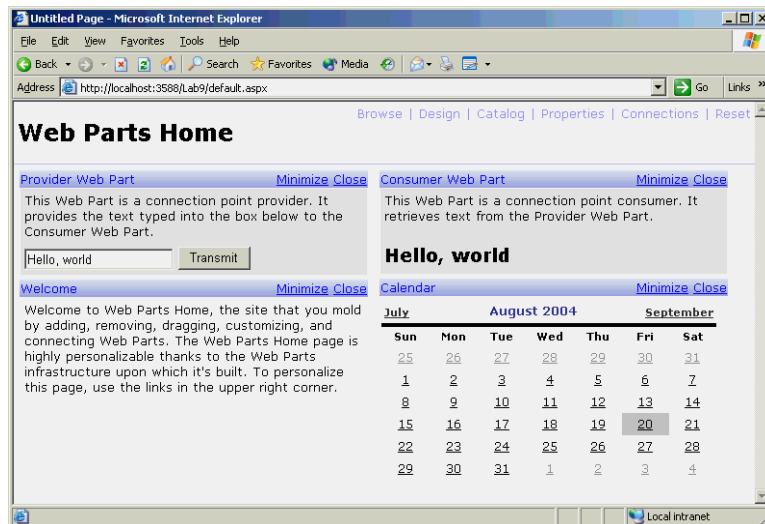 Untitled Page - Microsoft Internet Explorer
File Edit View Favorites Tools Help
Back Search Favorites Media
Address http://localhost:3588/Lab9/default.aspx Go Links »
Browse | Design | Catalog | Properties | Connections | Reset
Web Parts Home
Provider Web Part Minimize Close
This Web Part is a connection point provider. It
provides the text typed into the box below to the
Consumer Web Part.
Hello, world Transmit
Consumer Web Part Minimize Close
This Web Part is a connection point consumer. It
retrieves text from the Provider Web Part.
Hello, world
Welcome Minimize Close
Welcome to Web Parts Home, the site that you mold
by adding, removing, dragging, customizing, and
connecting Web Parts. The Web Parts Home page is
highly personalizable thanks to the Web Parts
infrastructure upon which it's built. To personalize
this page, use the links in the upper right corner.
Calendar Minimize Close
July August 2004 September
Sun Mon Tue Wed Thu Fri Sat
25 26 27 28 29 30 31
1 2 3 4 5 6 7
8 9 10 11 12 13 14
15 16 17 18 19 20 21
22 23 24 25 26 27 28
29 30 31 1 2 3 4
Local intranet